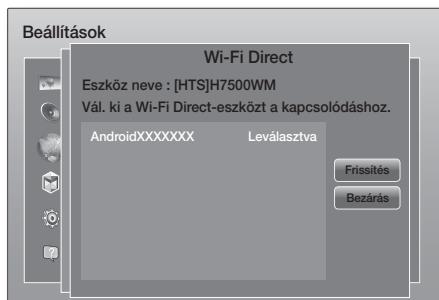 Beállítások
Wi-Fi Direct
Eszköz neve : [HTS]H7500WM
Vál. ki a Wi-Fi Direct-eszközt a kapcsolódáshoz.
AndroidXXXXXXX Leválasztva
Frissítés
Bezárás